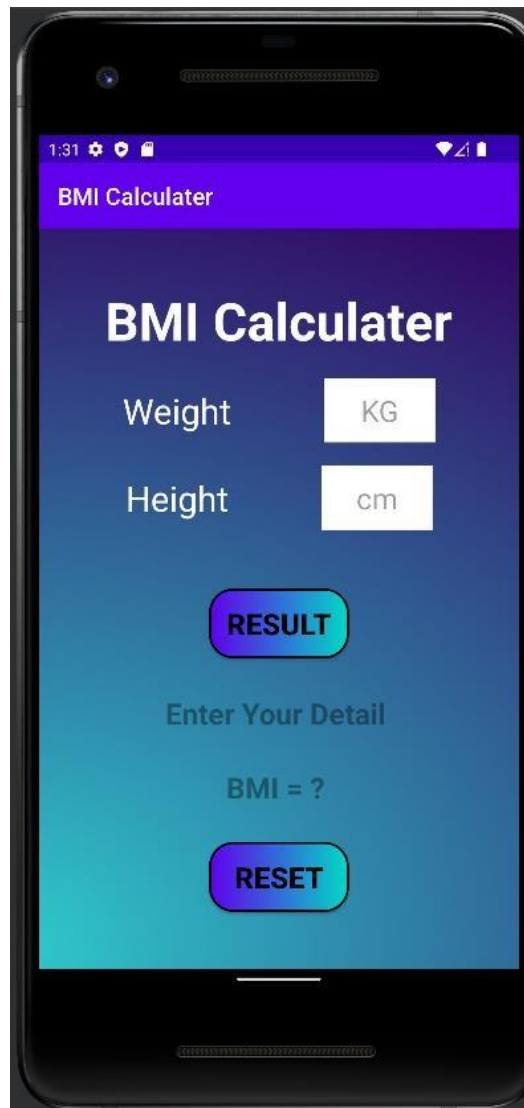 1:31
BMI Calculater
BMI Calculater
Weight KG
Height cm
RESULT
Enter Your Detail
BMI = ?
RESET